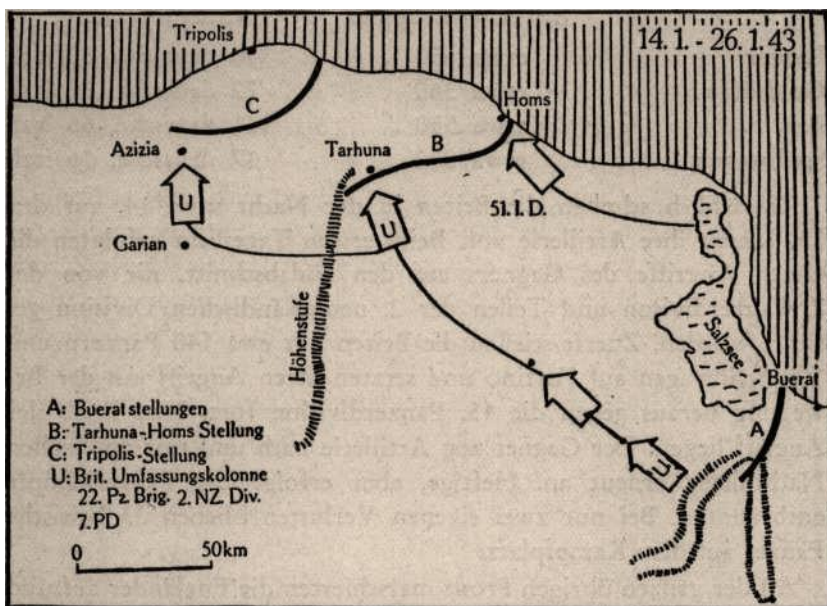 14. 1. - 26. 1. 43
Tripolis
C
Homs
Azizia
Tarhuna
B
U
51. I. D.
Garian
U
Höhenstufe
Salzsee
Buerat
A
U
A: Buerat stellungen
B: Tarhuna-Homs Stellung
C: Tripolis-Stellung
U: Brit. Umfassungskolonne
22. Pz. Brig. 2. NZ Div.
7. PD
0 50km